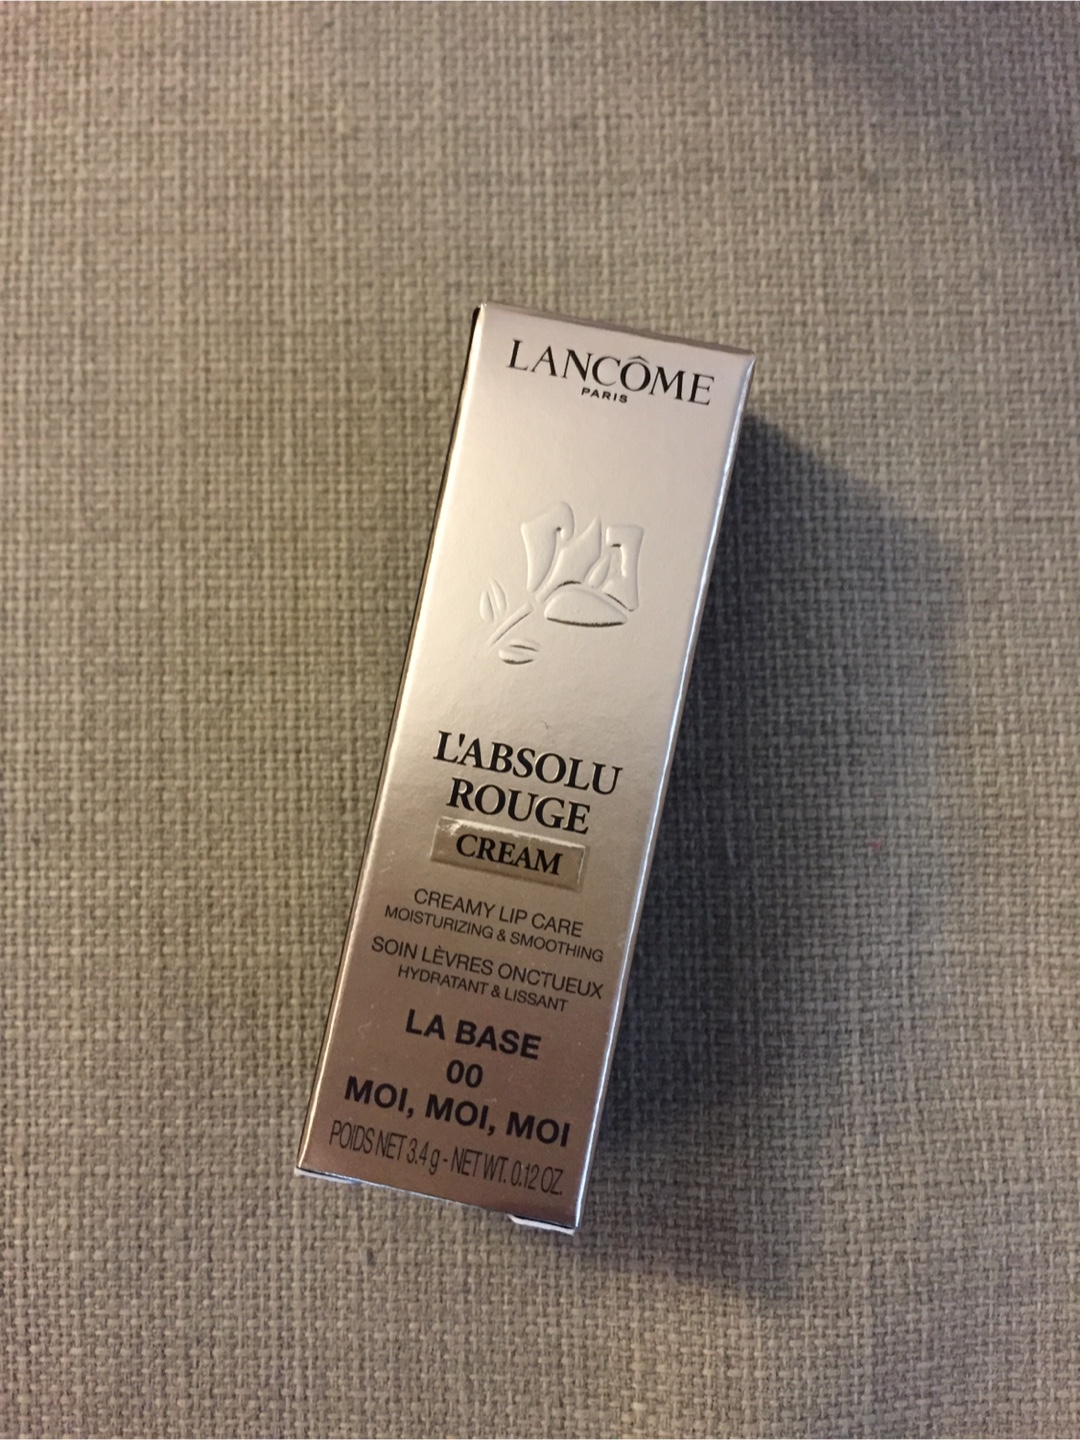 LANCÔME
PARIS
L'ABSOLU
ROUGE
CREAM
CREAMY LIP CARE
MOISTURIZING & SMOOTHING
SOIN LÈVRES ONCTUEUX
HYDRATANT & LISSANT
LA BASE
00
MOI, MOI, MOI
POIDS NET 3.4 g - NET WT. 0.12 OZ.